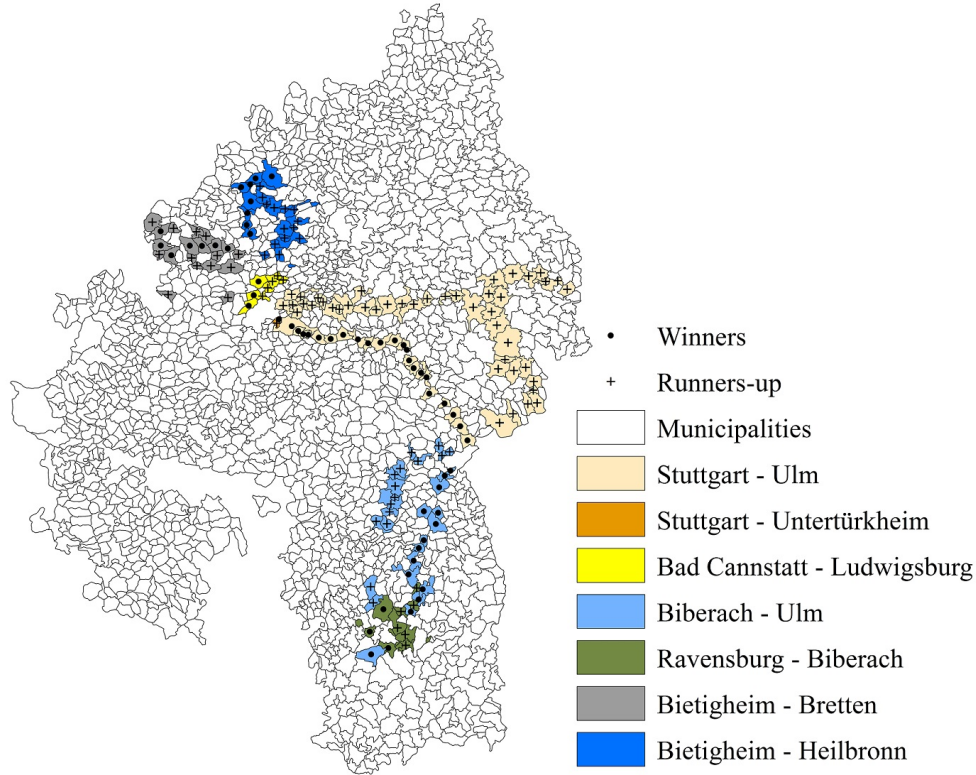 Winners
Runners-up
Municipalities
Stuttgart - Ulm
Stuttgart - Untertürkheim
Bad Cannstatt - Ludwigsburg
Biberach - Ulm
Ravensburg - Biberach
Bietigheim - Bretten
Bietigheim - Heilbronn